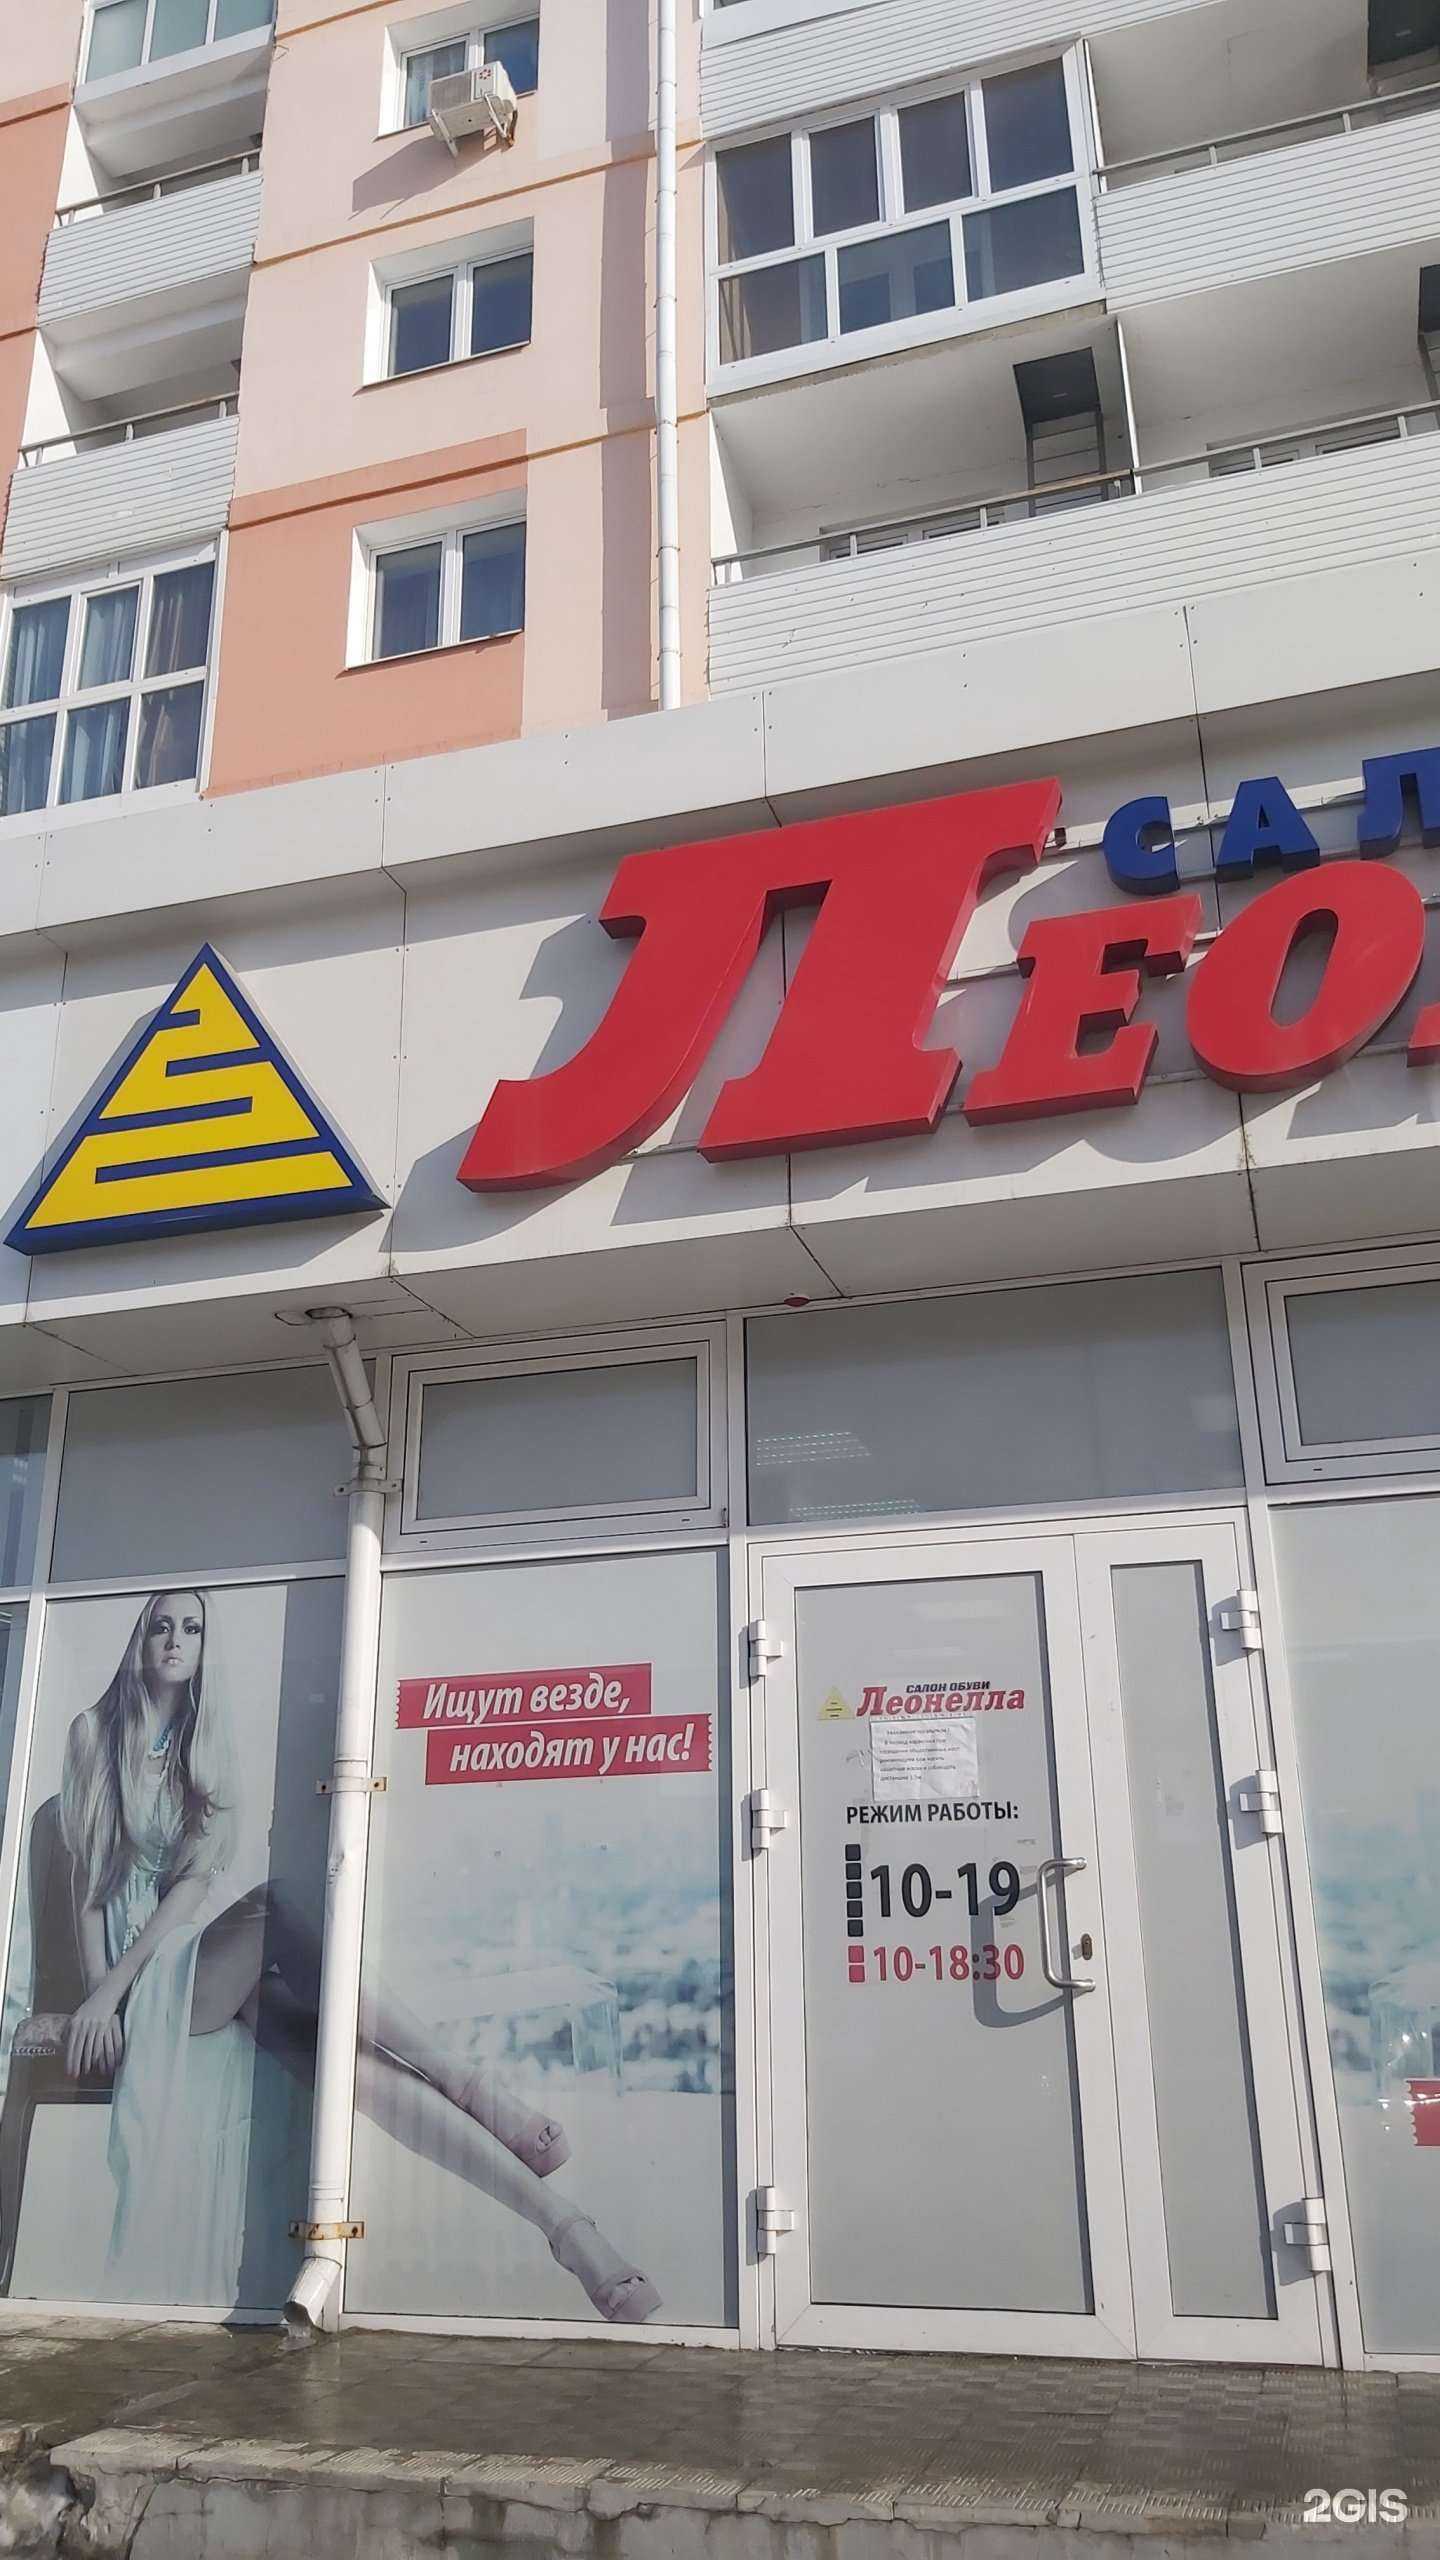 САЛ
ЛЕО
Ищут везде,
находят у нас!
САЛОН ОБУВИ
Леонелла
РЕЖИМ РАБОТЫ:
10-19
10-18:30
2GIS